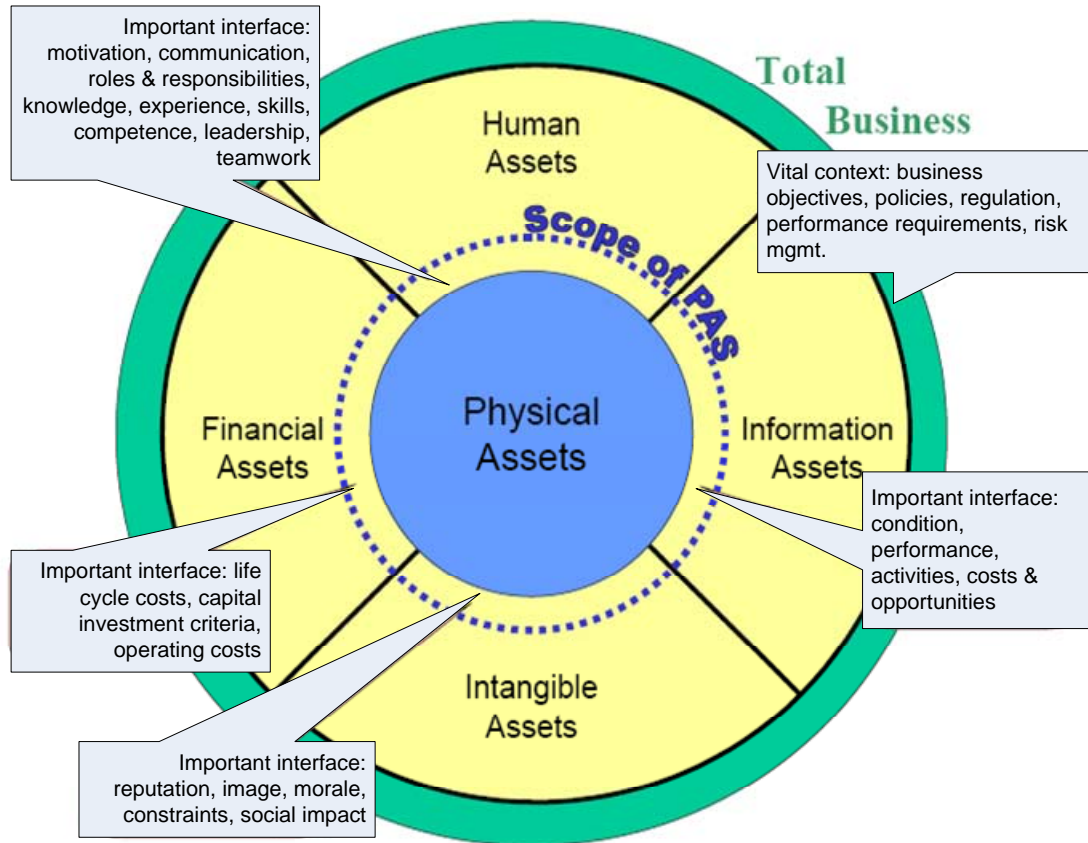 Important interface:
motivation, communication,
roles & responsibilities,
knowledge, experience, skills,
competence, leadership,
teamwork
Total
Business
Human
Assets
Vital context: business
objectives, policies, regulation,
performance requirements, risk
mgmt.
Scope of PAS
Physical
Assets
Financial
Assets
Information
Assets
Important interface:
condition,
performance,
activities, costs &
opportunities
Important interface: life
cycle costs, capital
investment criteria,
operating costs
Intangible
Assets
Important interface:
reputation, image, morale,
constraints, social impact